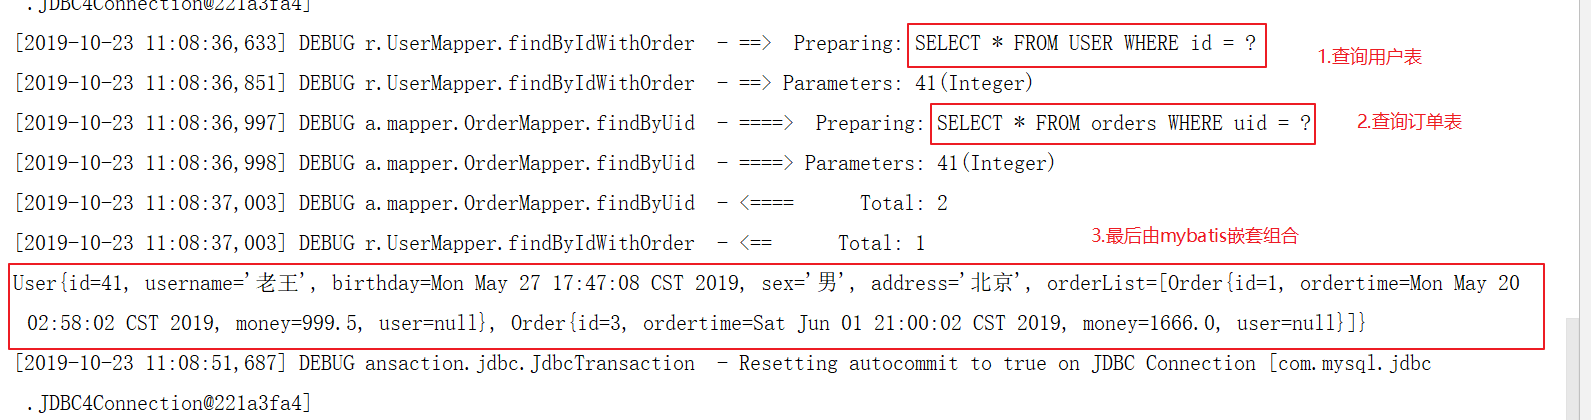 .JDBC4Connection@221a3fa4]
[2019-10-23 11:08:36,633] DEBUG r.UserMapper.findByIdWithOrder - ==> Preparing: SELECT * FROM USER WHERE id = ?
1.查询用户表
[2019-10-23 11:08:36,851] DEBUG r.UserMapper.findByIdWithOrder - ==> Parameters: 41(Integer)
[2019-10-23 11:08:36,997] DEBUG a.mapper.OrderMapper.findByUid - ====> Preparing: SELECT * FROM orders WHERE uid = ?
2.查询订单表
[2019-10-23 11:08:36,998] DEBUG a.mapper.OrderMapper.findByUid - ====> Parameters: 41(Integer)
[2019-10-23 11:08:37,003] DEBUG a.mapper.OrderMapper.findByUid - <==== Total: 2
[2019-10-23 11:08:37,003] DEBUG r.UserMapper.findByIdWithOrder - <== Total: 1
3.最后由mybatis嵌套组合
User{id=41, username='老王', birthday=Mon May 27 17:47:08 CST 2019, sex='男', address='北京', orderList=[Order{id=1, ordertime=Mon May 20
02:58:02 CST 2019, money=999.5, user=null}, Order{id=3, ordertime=Sat Jun 01 21:00:02 CST 2019, money=1666.0, user=null}]}
[2019-10-23 11:08:51,687] DEBUG ansaction.jdbc.JdbcTransaction - Resetting autocommit to true on JDBC Connection [com.mysql.jdbc
.JDBC4Connection@221a3fa4]